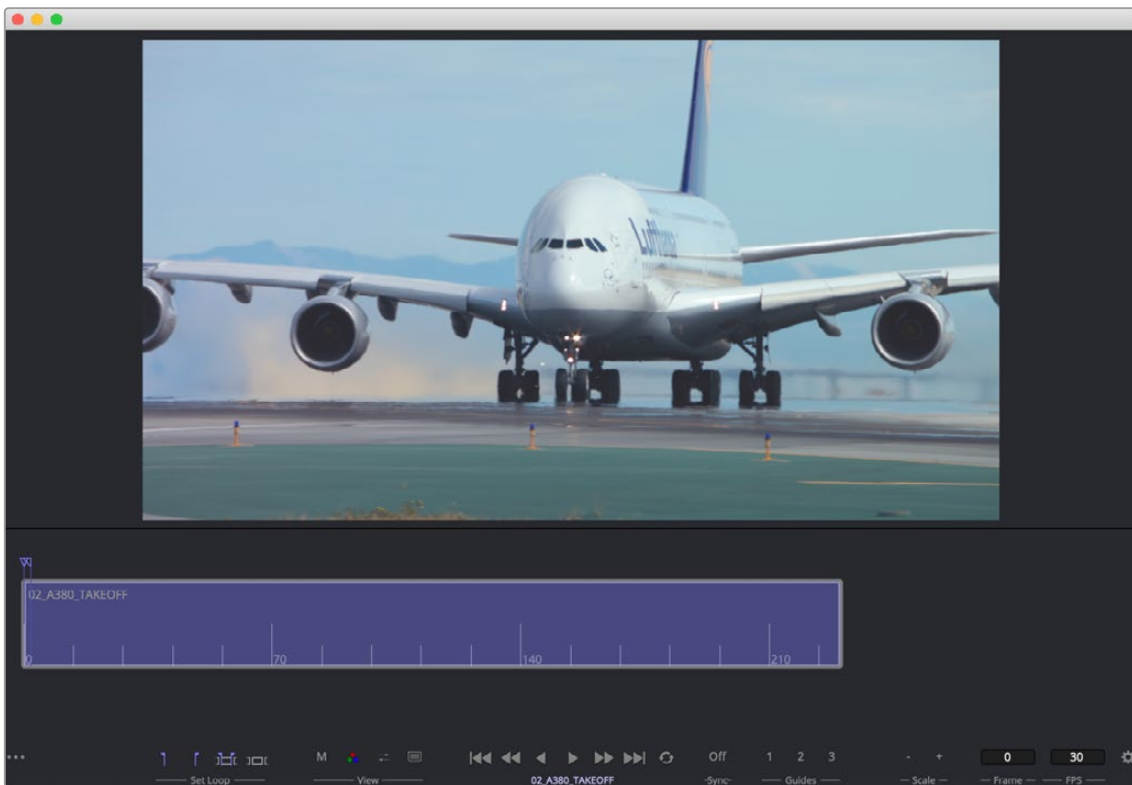 Lufthansa
02_A380_TAKEOFF
0 70 140 210
M Off 1 2 3 - + 0 30
Set Loop View 02_A380_TAKEOFF -Sync- Guides Scale Frame FPS